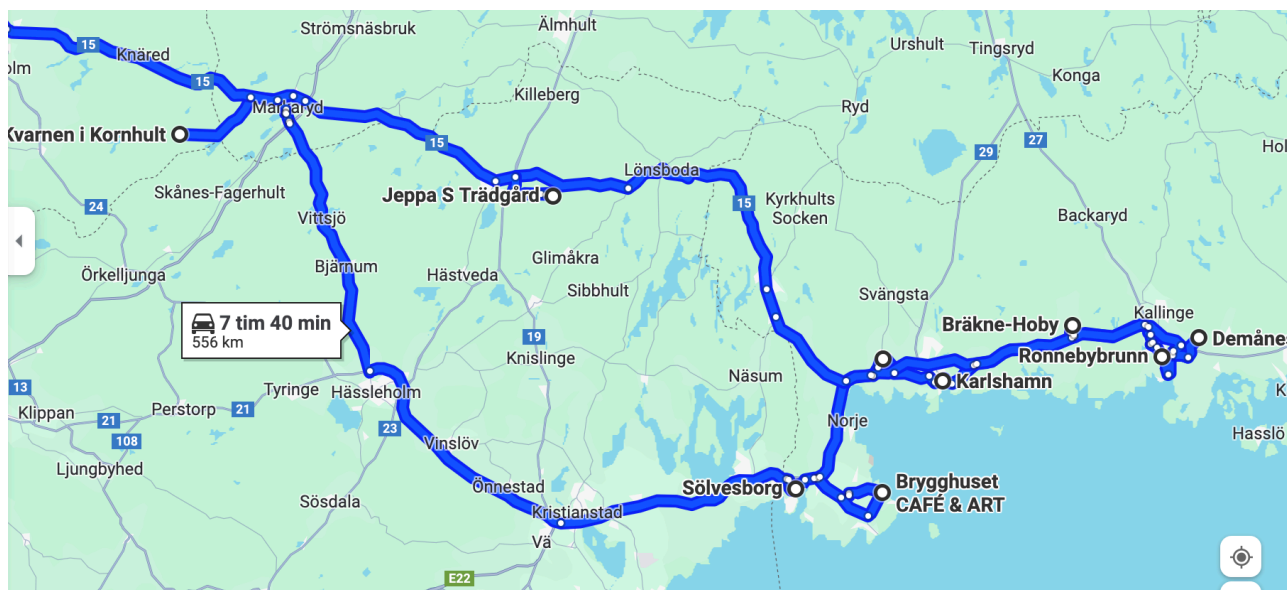 Strömsnäsbruk
Älmhult
Urshult
Tingsryd
15
Knäred
olm
Konga
15
Killeberg
Markaryd
Ryd
Kvarnen i Kornhult
15
27
29
Hol
Lönsboda
Skånes-Fagerhult
Jeppa S Trädgård
15
Kyrkhults
Socken
24
Vittsjö
Backaryd
Glimåkra
Bjärnum
Örkelljunga
Hästveda
Sibbhult
Svängsta
7 tim 40 min
556 km
Kallinge
Bräkne-Hoby
19
Demånes
Knislinge
Ronnebybrunn
Näsum
Karlshamn
13
Tyringe
Hässleholm
K
Klippan
Perstorp
21
21
Norje
23
108
Vinslöv
Hasslö
Ljungbyhed
Önnestad
Sölvesborg
Brygghuset
CAFÉ & ART
Sösdala
Kristianstad
Vä
E22